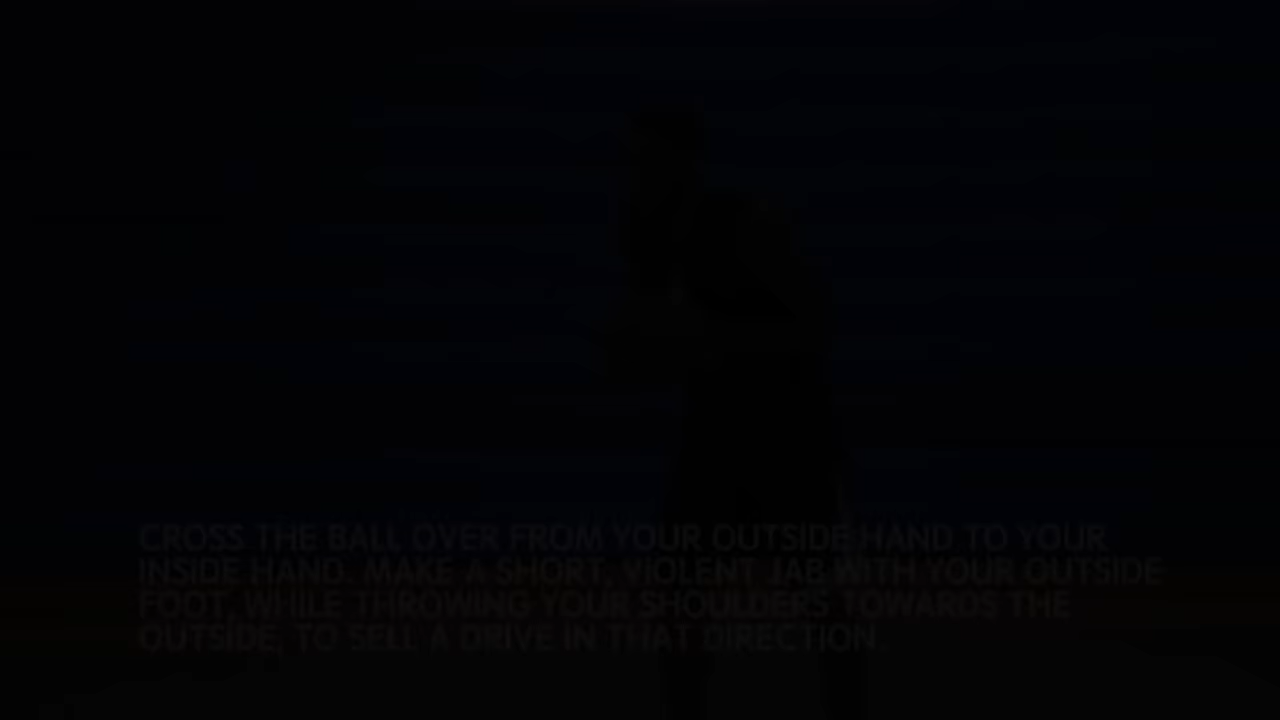 CROSS THE BALL OVER FROM YOUR OUTSIDE HAND TO YOUR
INSIDE HAND. MAKE A SHORT, VIOLENT JAB WITH YOUR OUTSIDE
FOOT, WHILE THROWING YOUR SHOULDERS TOWARDS THE
OUTSIDE, TO SELL A DRIVE IN THAT DIRECTION.